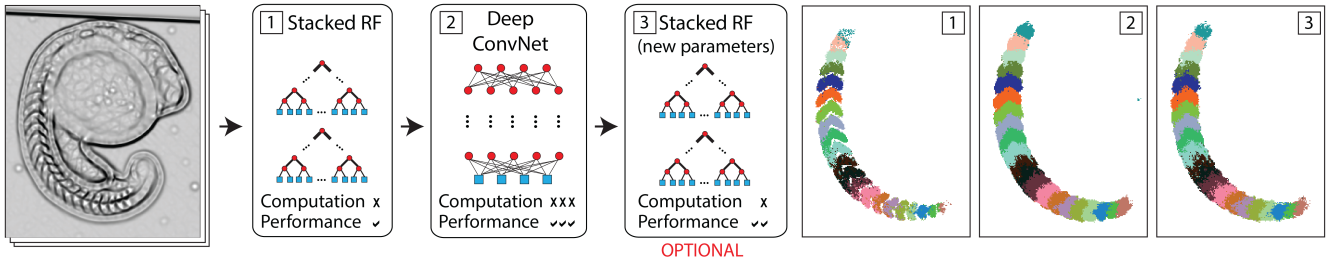 1 Stacked RF
Computation x
Performance ✓
2 Deep
ConvNet
Computation xxx
Performance ✓✓✓
3 Stacked RF
(new parameters)
Computation x
Performance ✓✓
OPTIONAL
1
2
3